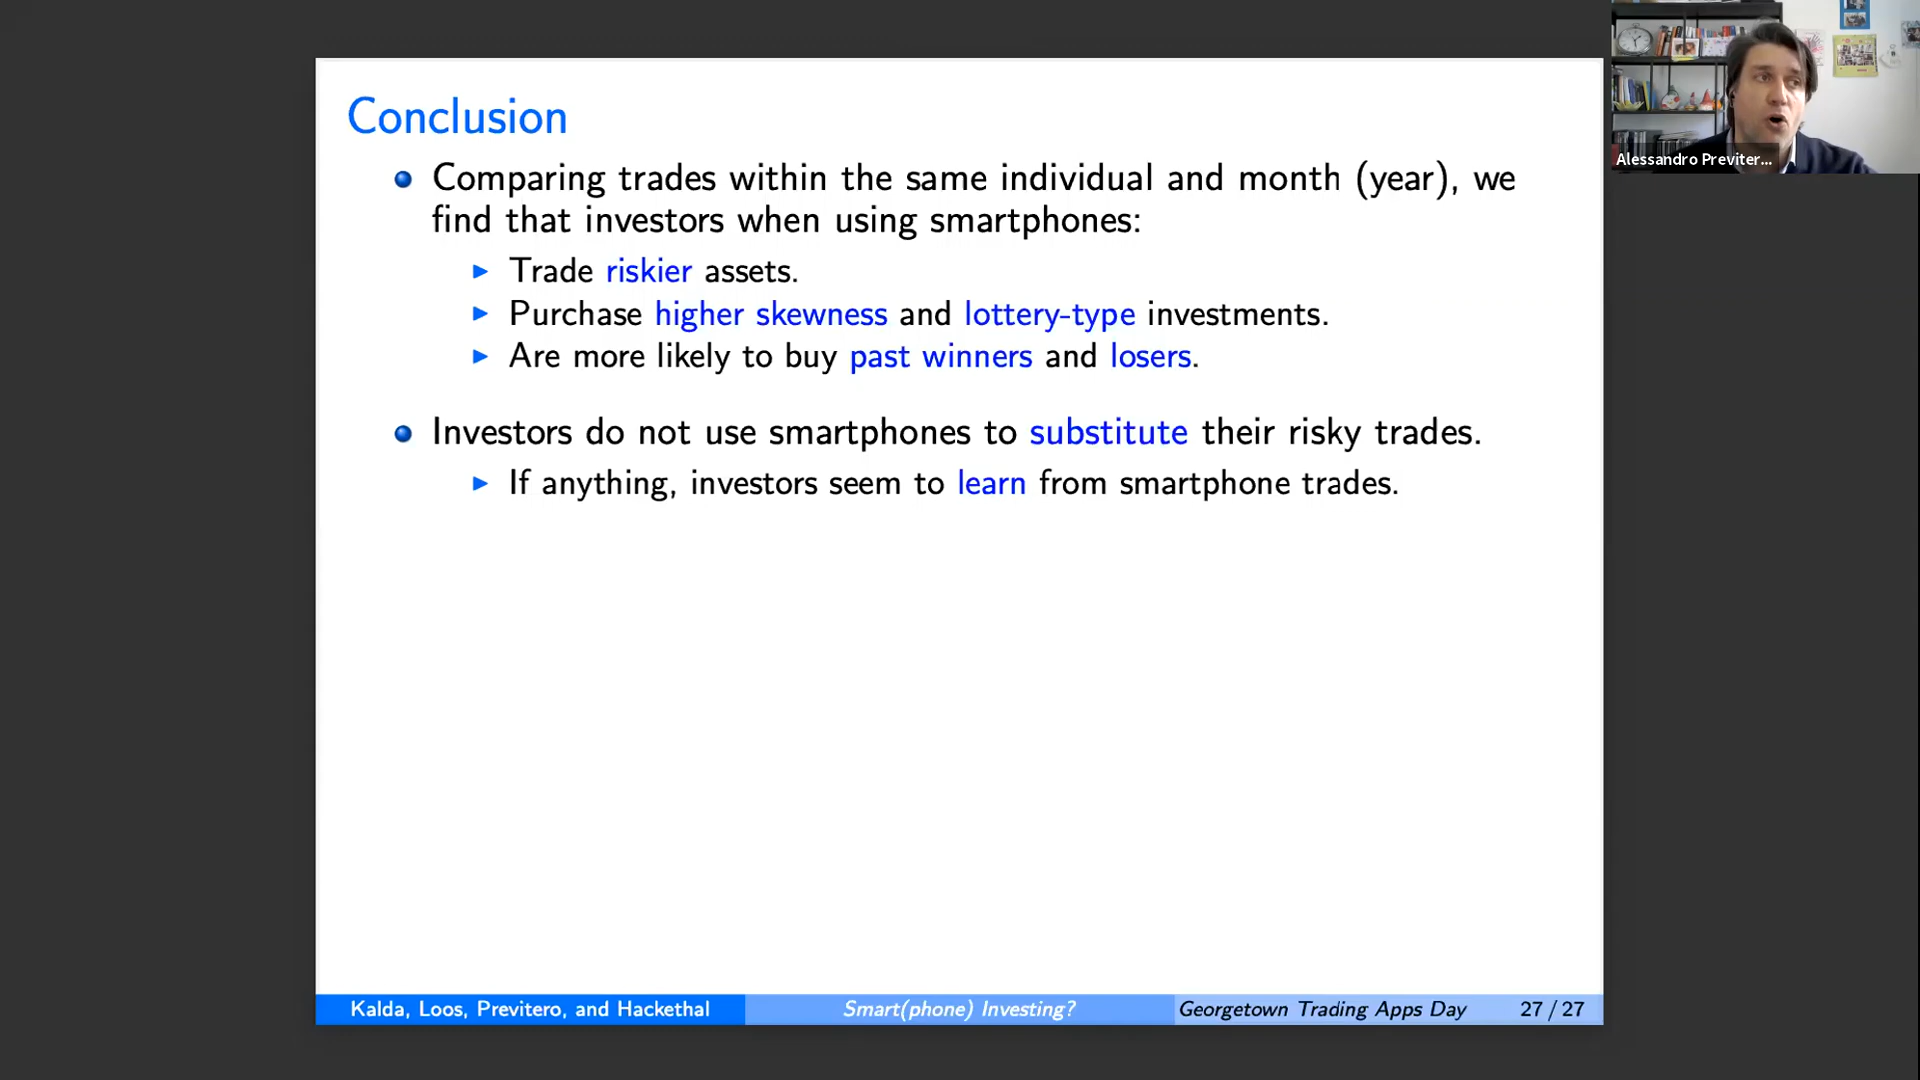 Conclusion
Comparing trades within the same individual and month (year), we
find that investors when using smartphones:
Trade riskier assets.
Purchase higher skewness and lottery-type investments.
Are more likely to buy past winners and losers.
Investors do not use smartphones to substitute their risky trades.
If anything, investors seem to learn from smartphone trades.
Kalda, Loos, Previtero, and Hackethal
Smart(phone) Investing?
Georgetown Trading Apps Day
27 / 27
Alessandro Previter...